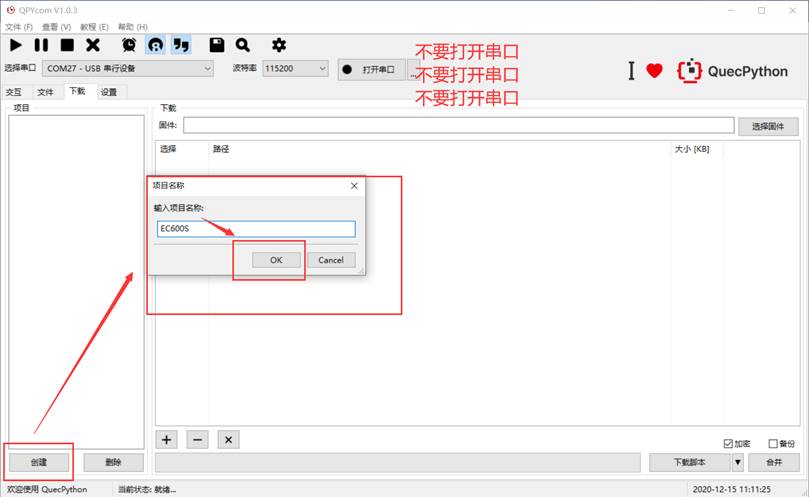 QPYcom V1.0.3
文件 (F) 查看 (V) 教程 (E) 帮助 (H)
选择串口 COM27 - USB 串行设备 波特率 115200 打开串口 ...
不要打开串口
不要打开串口
不要打开串口
I QuecPython
交互 文件 下载 设置
项目 下载
固件: 选择固件
选择 路径 大小 [KB]
项目名称
输入项目名称:
EC600S
OK Cancel
加密 备份
创建 删除 下载脚本 合并
欢迎使用 QuecPython 当前状态: 就绪... 2020-12-15 11:11:25